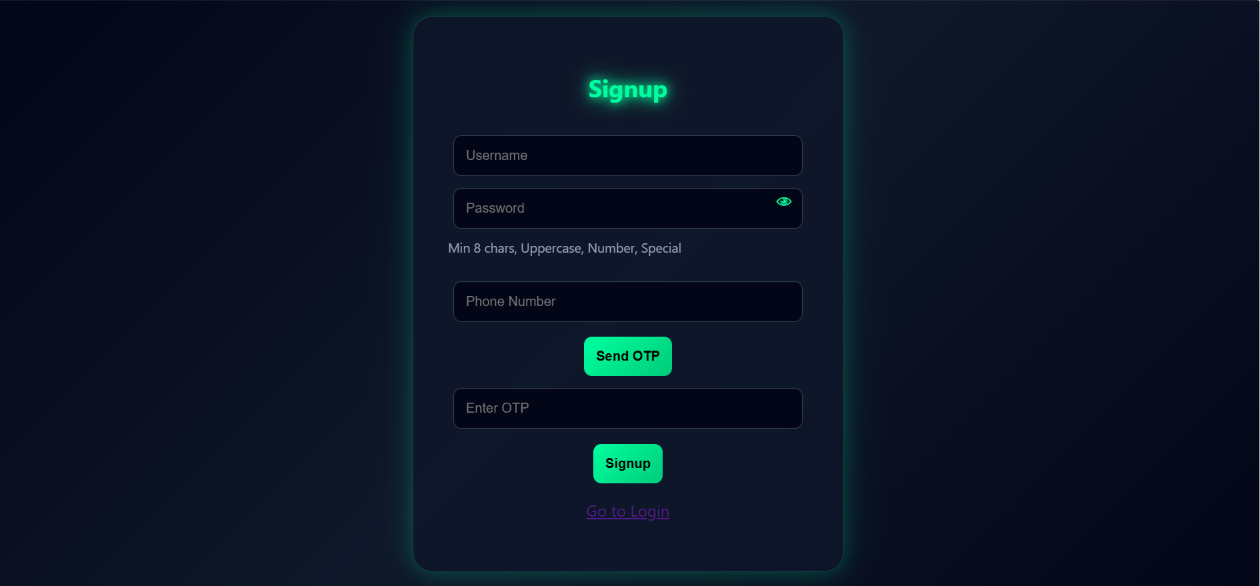 Signup
Username
Password
Min 8 chars, Uppercase, Number, Special
Phone Number
Send OTP
Enter OTP
Signup
Go to Login